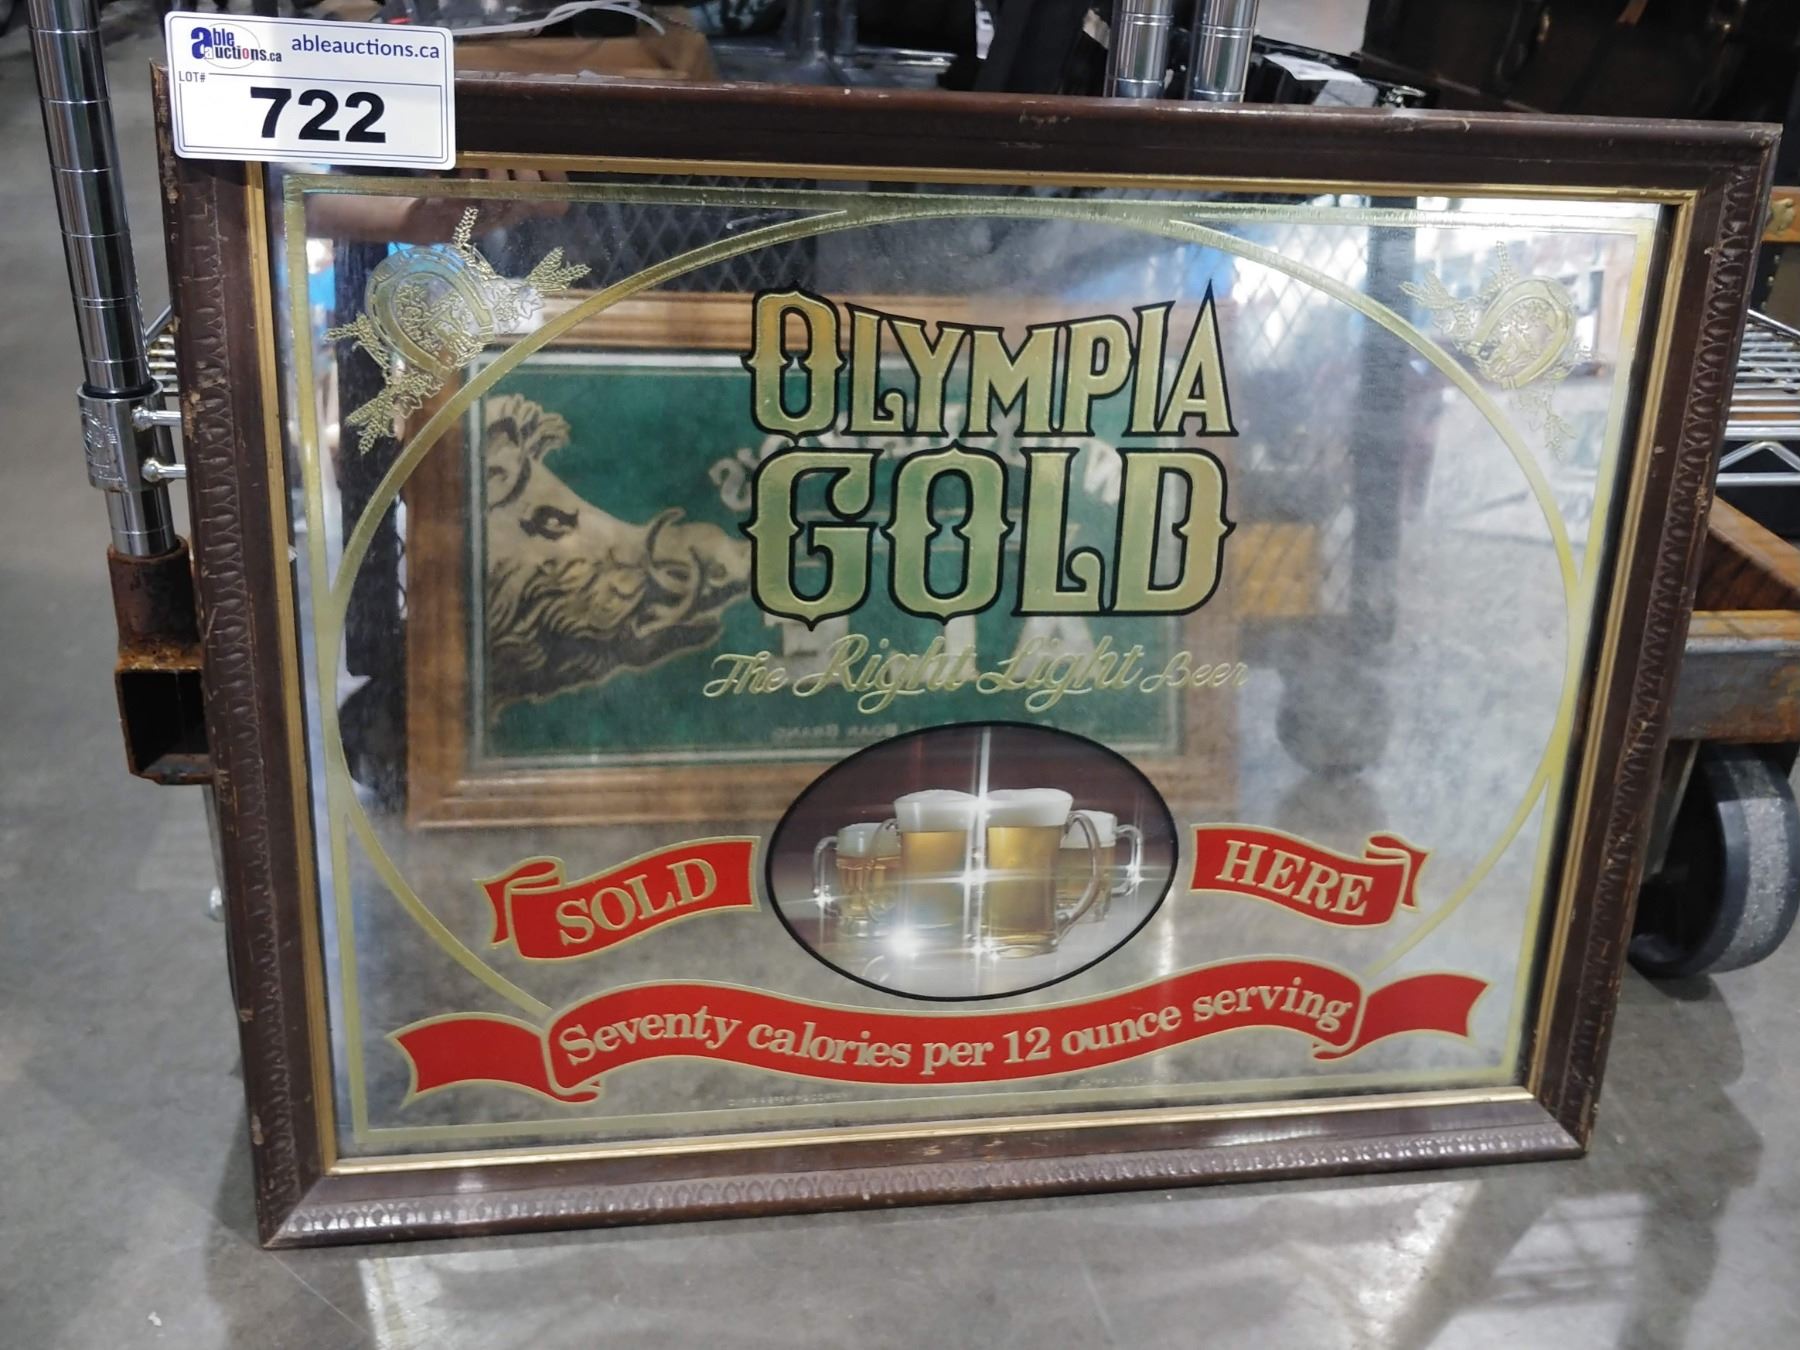 able auctions.ca
ableauctions.ca
LOT#
722
OLYMPIA
GOLD
The Right Light Beer
SOLD
HERE
Seventy calories per 12 ounce serving